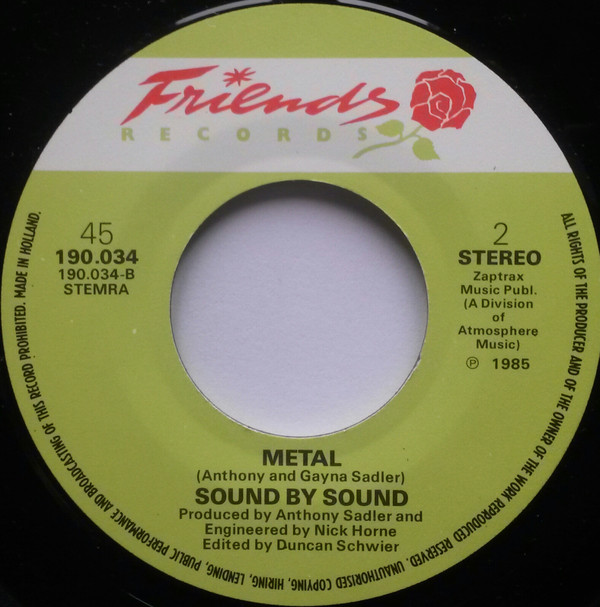 Friends
RECORDS
45
190.034
190.034-B
STEMRA
2
STEREO
Zaptrax
Music Publ.
(A Division
of
Atmosphere
Music)
℗ 1985
METAL
(Anthony and Gayna Sadler)
SOUND BY SOUND
Produced by Anthony Sadler and
Engineered by Nick Horne
Edited by Duncan Schwier
ALL RIGHTS OF THE PRODUCER AND OF THE OWNER OF THE WORK REPRODUCED RESERVED. UNAUTHORISED COPYING, HIRING, LENDING, PUBLIC PERFORMANCE AND BROADCASTING OF THIS RECORD PROHIBITED. MADE IN HOLLAND.